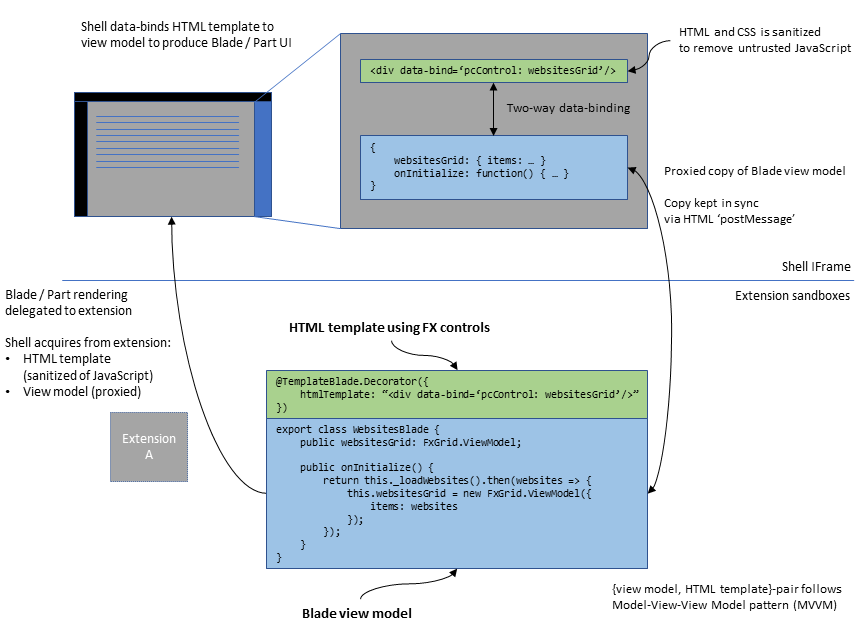 Shell data-binds HTML template to
view model to produce Blade / Part UI
HTML and CSS is sanitized
to remove untrusted JavaScript
<div data-bind=‘pcControl: websitesGrid’/>
Two-way data-binding
{
websitesGrid: { items: … }
onInitialize: function() { … }
}
Proxied copy of Blade view model
Copy kept in sync
via HTML ‘postMessage’
Shell IFrame
Extension sandboxes
Blade / Part rendering
delegated to extension
Shell acquires from extension:
• HTML template
(sanitized of JavaScript)
• View model (proxied)
Extension
A
HTML template using FX controls
@TemplateBlade.Decorator({
htmlTemplate: “<div data-bind=‘pcControl: websitesGrid’/>”
})
export class WebsitesBlade {
public websitesGrid: FxGrid.ViewModel;
public onInitialize() {
return this._loadWebsites().then(websites => {
this.websitesGrid = new FxGrid.ViewModel({
items: websites
});
});
}
}
Blade view model
{view model, HTML template}-pair follows
Model-View-View Model pattern (MVVM)